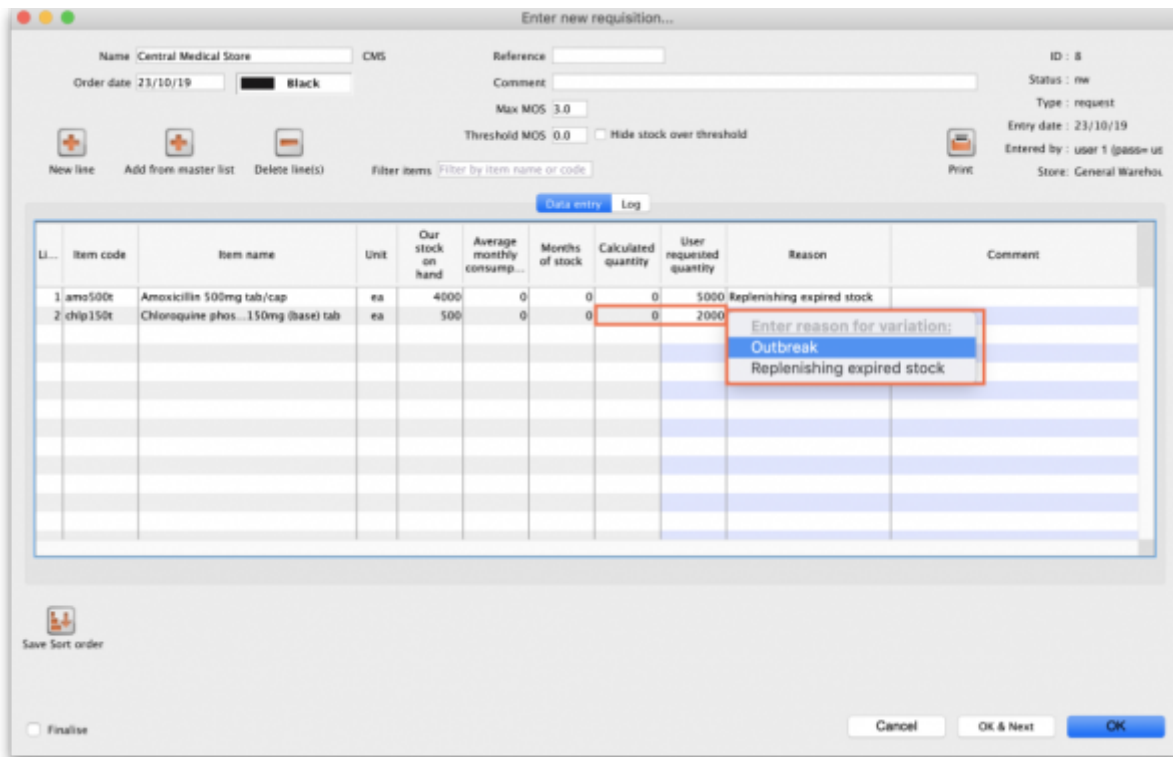 Enter new requisition...
Name Central Medical Store CMS Reference ID : 8
Order date 23/10/19 Black Comment Status : nw
Max MOS 3.0 Type : request
Threshold MOS 0.0 Hide stock over threshold Entry date : 23/10/19
New line Add from master list Delete line(s) Filter items Filter by item name or code Print Entered by : user 1 (pass= us
Store: General Warehou
Data entry Log
Li... Item code Item name Unit Our stock on hand Average monthly consump... Months of stock Calculated quantity User requested quantity Reason Comment
1 amo500t Amoxicillin 500mg tab/cap ea 4000 0 0 0 5000 Replenishing expired stock
2 chlp150t Chloroquine phos...150mg (base) tab ea 500 0 0 0 2000
Enter reason for variation:
Outbreak
Replenishing expired stock
Save Sort order
Finalise Cancel OK & Next OK